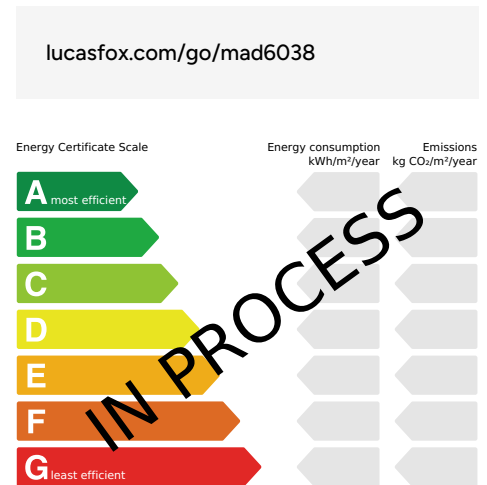 lucasfox.com/go/mad6038
Energy Certificate Scale
Energy consumption
kWh/m²/year
Emissions
kg CO₂/m²/year
A most efficient
B
C
D
E
F
G least efficient
IN PROCESS